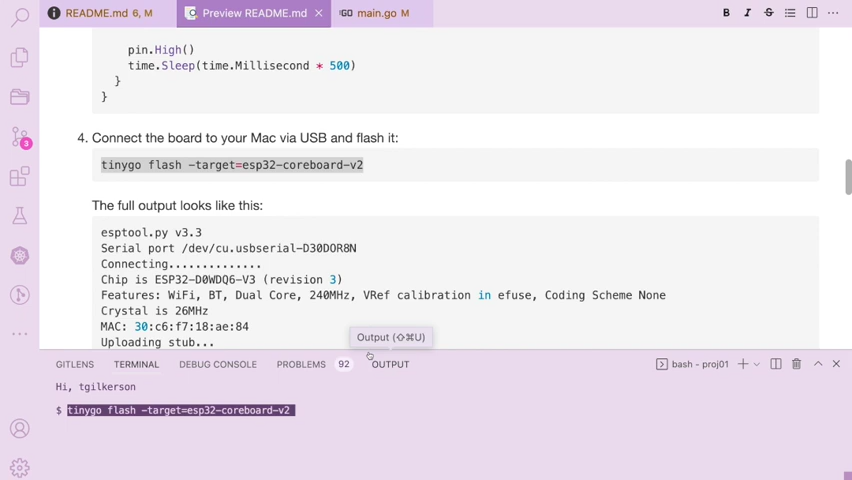 README.md 6, M
Preview README.md
GO main.go M
B I S
pin.High()
time.Sleep(time.Millisecond * 500)
}
}
4. Connect the board to your Mac via USB and flash it:
tinygo flash -target=esp32-coreboard-v2
The full output looks like this:
esptool.py v3.3
Serial port /dev/cu.usbserial-D30DOR8N
Connecting..............
Chip is ESP32-D0WDQ6-V3 (revision 3)
Features: WiFi, BT, Dual Core, 240MHz, VRef calibration in efuse, Coding Scheme None
Crystal is 26MHz
MAC: 30:c6:f7:18:ae:84
Uploading stub...
Output (⇧⌘U)
3
GITLENS TERMINAL DEBUG CONSOLE PROBLEMS 92 OUTPUT bash - proj01
Hi, tgilkerson
$ tinygo flash -target=esp32-coreboard-v2